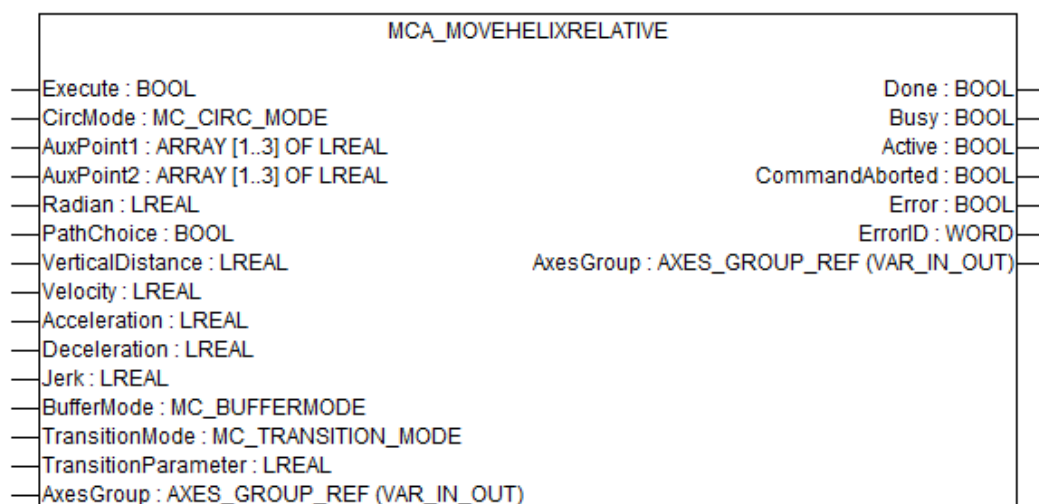 MCA_MOVEHELIXRELATIVE
Execute : BOOL Done : BOOL
CircMode : MC_CIRC_MODE Busy : BOOL
AuxPoint1 : ARRAY [1..3] OF LREAL Active : BOOL
AuxPoint2 : ARRAY [1..3] OF LREAL CommandAborted : BOOL
Radian : LREAL Error : BOOL
PathChoice : BOOL ErrorID : WORD
VerticalDistance : LREAL AxesGroup : AXES_GROUP_REF (VAR_IN_OUT)
Velocity : LREAL
Acceleration : LREAL
Deceleration : LREAL
Jerk : LREAL
BufferMode : MC_BUFFERMODE
TransitionMode : MC_TRANSITION_MODE
TransitionParameter : LREAL
AxesGroup : AXES_GROUP_REF (VAR_IN_OUT)